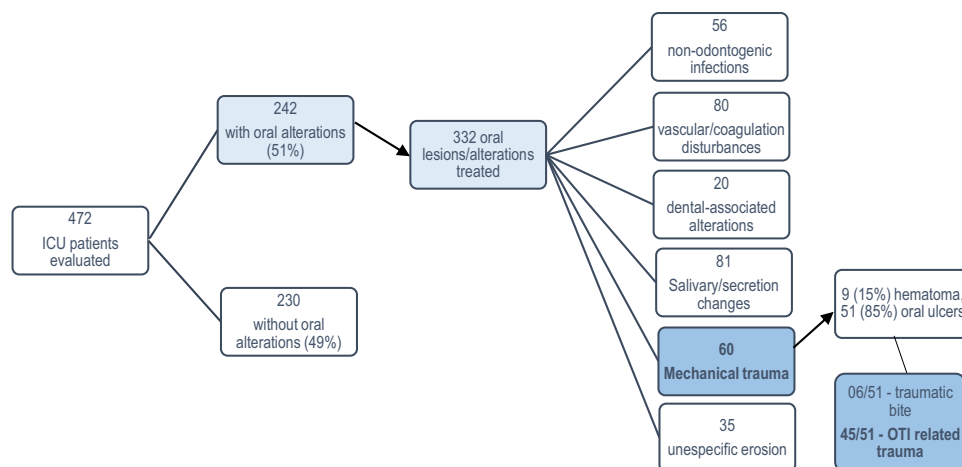 472
ICU patients
evaluated
242
with oral alterations
(51%)
230
without oral
alterations (49%)
332 oral
lesions/alterations
treated
56
non-odontogenic
infections
80
vascular/coagulation
disturbances
20
dental-associated
alterations
81
Salivary/secretion
changes
60
Mechanical trauma
35
unespecific erosion
9 (15%) hematoma,
51 (85%) oral ulcers
06/51 - traumatic
bite
45/51 - OTI related
trauma